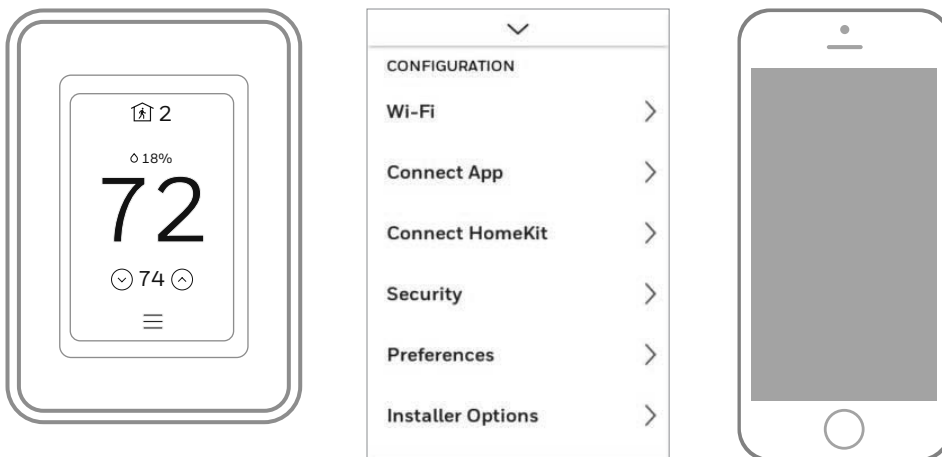 2
18%
72
74
CONFIGURATION
Wi-Fi
Connect App
Connect HomeKit
Security
Preferences
Installer Options